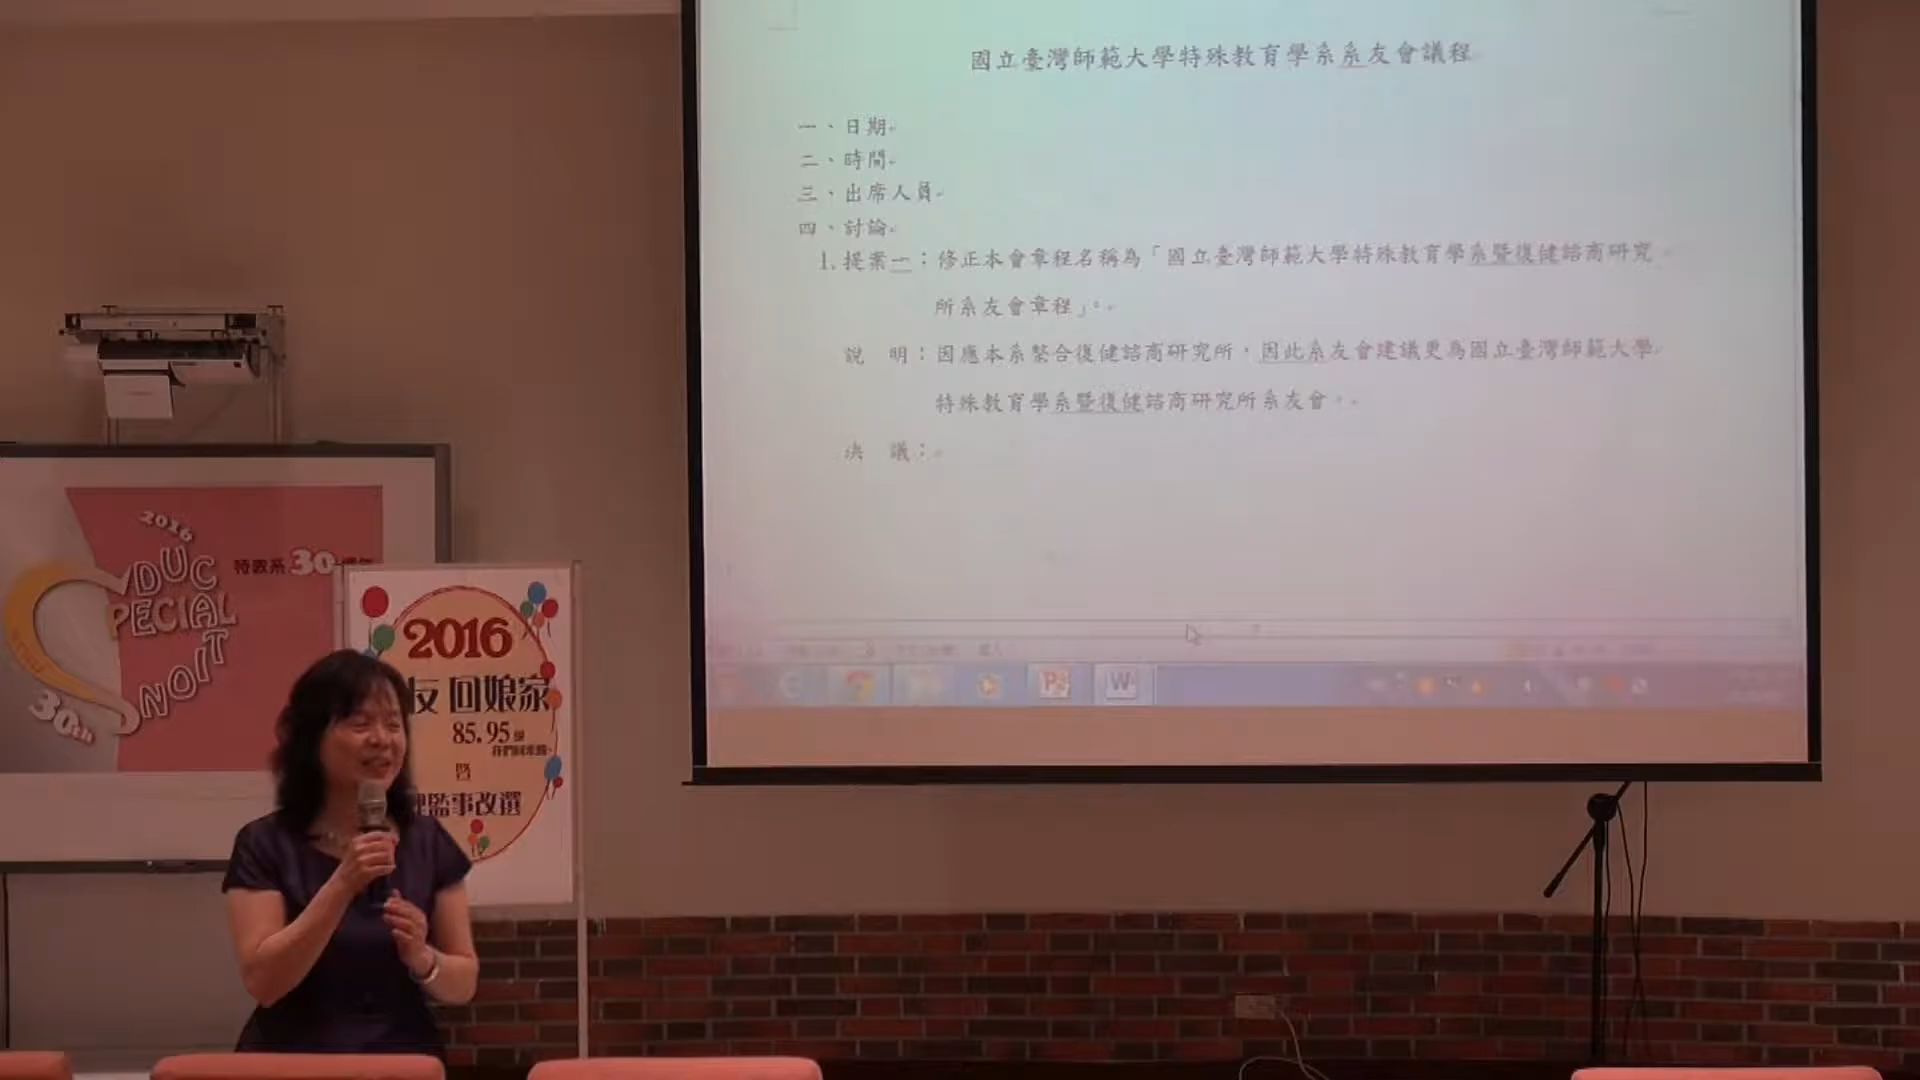 國立臺灣師範大學特殊教育學系系友會議程
一、日期
二、時間
三、出席人員
四、討論
1. 提案一：修正本會章程名稱為「國立臺灣師範大學特殊教育學系暨復健諮商研究
所系友會章程」。
說 明：因應本系整合復健諮商研究所，因此系友會建議更為國立臺灣師範大學
特殊教育學系暨復健諮商研究所系友會。
決 議：
2016
EDUC
SPECIAL
30th
特教系30
2016
友 回娘家
85.95
暨
監事改選
P
W